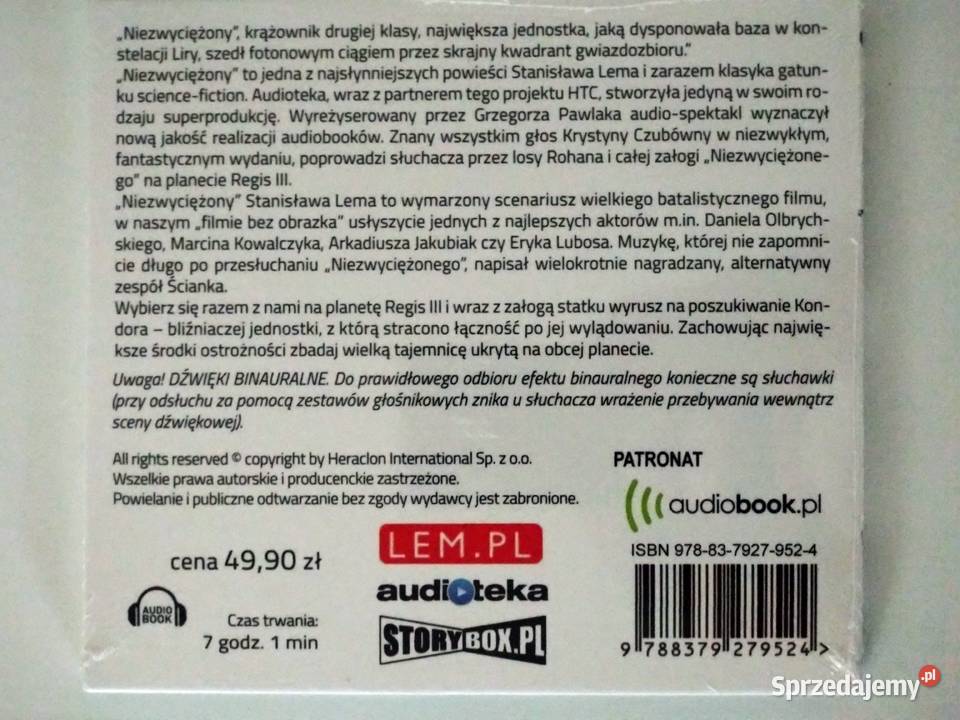 „Niezwyciężony”, krążownik drugiej klasy, największa jednostka, jaką dysponowała baza w kon-
stelacji Liry, szedł fotonowym ciągiem przez skrajny kwadrant gwiazdozbioru.”
„Niezwyciężony” to jedna z najsłynniejszych powieści Stanisława Lema i zarazem klasyka gatun-
ku science-fiction. Audioteka, wraz z partnerem tego projektu HTC, stworzyła jedyną w swoim ro-
dzaju superprodukcję. Wyreżyserowany przez Grzegorza Pawlaka audio-spektakl wyznaczył
nową jakość realizacji audiobooków. Znany wszystkim głos Krystyny Czubówny w niezwykłym,
fantastycznym wydaniu, poprowadzi słuchacza przez losy Rohana i całej załogi „Niezwyciężone-
go” na planecie Regis III.
„Niezwyciężony” Stanisława Lema to wymarzony scenariusz wielkiego batalistycznego filmu,
w naszym „filmie bez obrazka” usłyszycie jednych z najlepszych aktorów m.in. Daniela Olbrych-
skiego, Marcina Kowalczyka, Arkadiusza Jakubiak czy Eryka Lubosa. Muzykę, której nie zapomni-
cie długo po przesłuchaniu „Niezwyciężonego”, napisał wielokrotnie nagradzany, alternatywny
zespół Ścianka.
Wybierz się razem z nami na planetę Regis III i wraz z załogą statku wyrusz na poszukiwanie Kon-
dora – bliźniaczej jednostki, z którą stracono łączność po jej wylądowaniu. Zachowując najwięk-
sze środki ostrożności zbadaj wielką tajemnicę ukrytą na obcej planecie.
Uwaga! DŹWIĘKI BINAURALNE. Do prawidłowego odbioru efektu binauralnego konieczne są słuchawki
(przy odsłuchu za pomocą zestawów głośnikowych znika u słuchacza wrażenie przebywania wewnątrz
sceny dźwiękowej).
All rights reserved © copyright by Heraclon International Sp. z o.o.
Wszelkie prawa autorskie i producenckie zastrzeżone.
Powielanie i publiczne odtwarzanie bez zgody wydawcy jest zabronione.
PATRONAT
audiobook.pl
cena 49,90 zł
LEM.PL
audioteka
STORYBOX.PL
AUDIO
BOOK
Czas trwania:
7 godz. 1 min
ISBN 978-83-7927-952-4
9 788379 279524 >
Sprzedajemy.pl